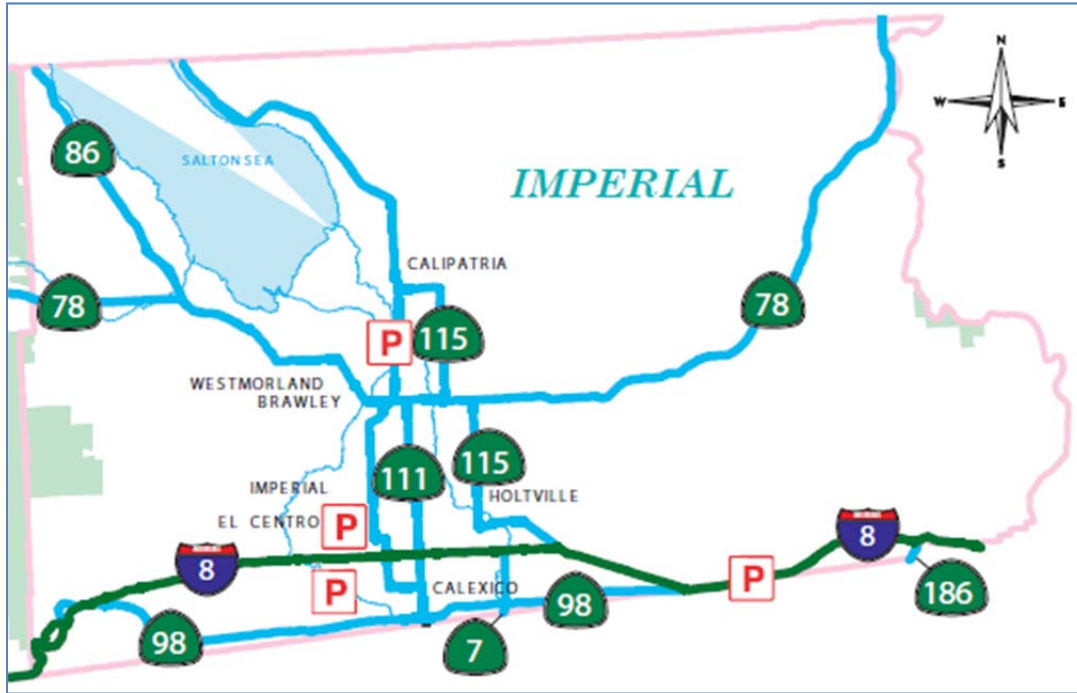 N
W E
S
86
SALTON SEA
IMPERIAL
CALIPATRIA
78
78
P
115
WESTMORLAND
BRAWLEY
111
115
IMPERIAL
HOLTVILLE
EL CENTRO
P
8
8
P
P
CALEXICO
98
186
98
7